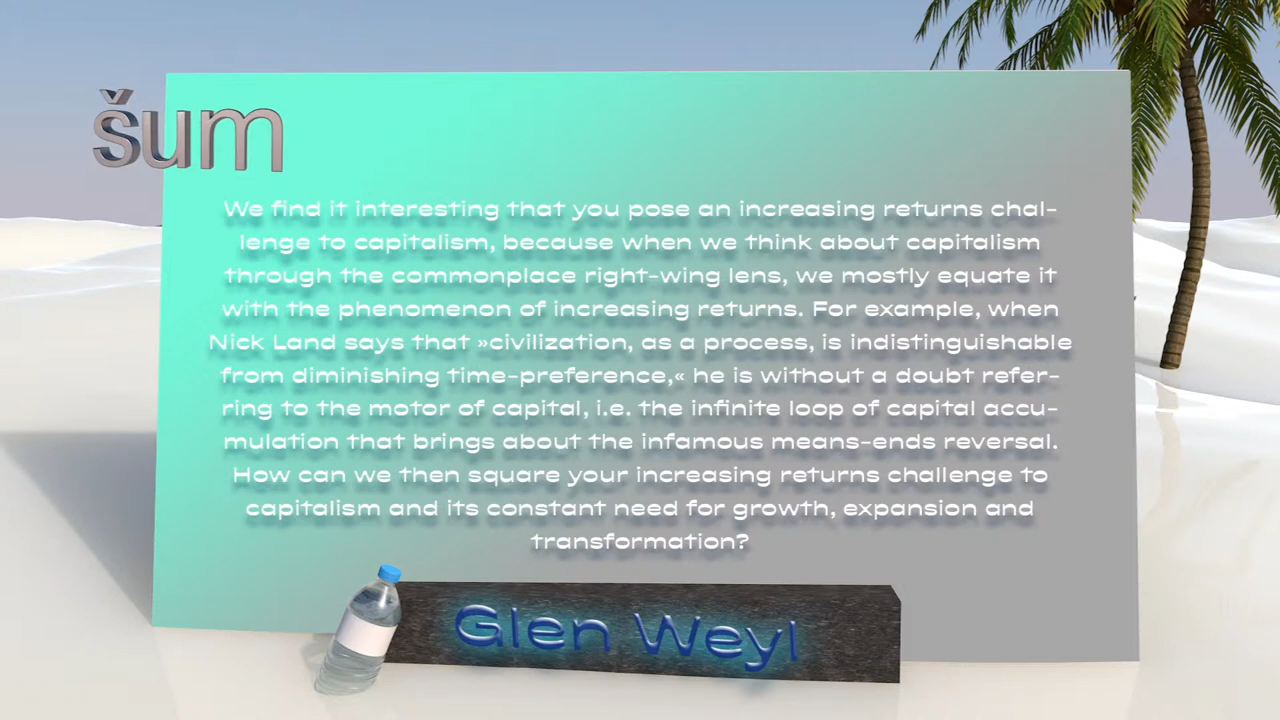 šum
We find it interesting that you pose an increasing returns chal-
lenge to capitalism, because when we think about capitalism
through the commonplace right-wing lens, we mostly equate it
with the phenomenon of increasing returns. For example, when
Nick Land says that »civilization, as a process, is indistinguishable
from diminishing time-preference,« he is without a doubt refer-
ring to the motor of capital, i.e. the infinite loop of capital accu-
mulation that brings about the infamous means-ends reversal.
How can we then square your increasing returns challenge to
capitalism and its constant need for growth, expansion and
transformation?
Glen Weyl